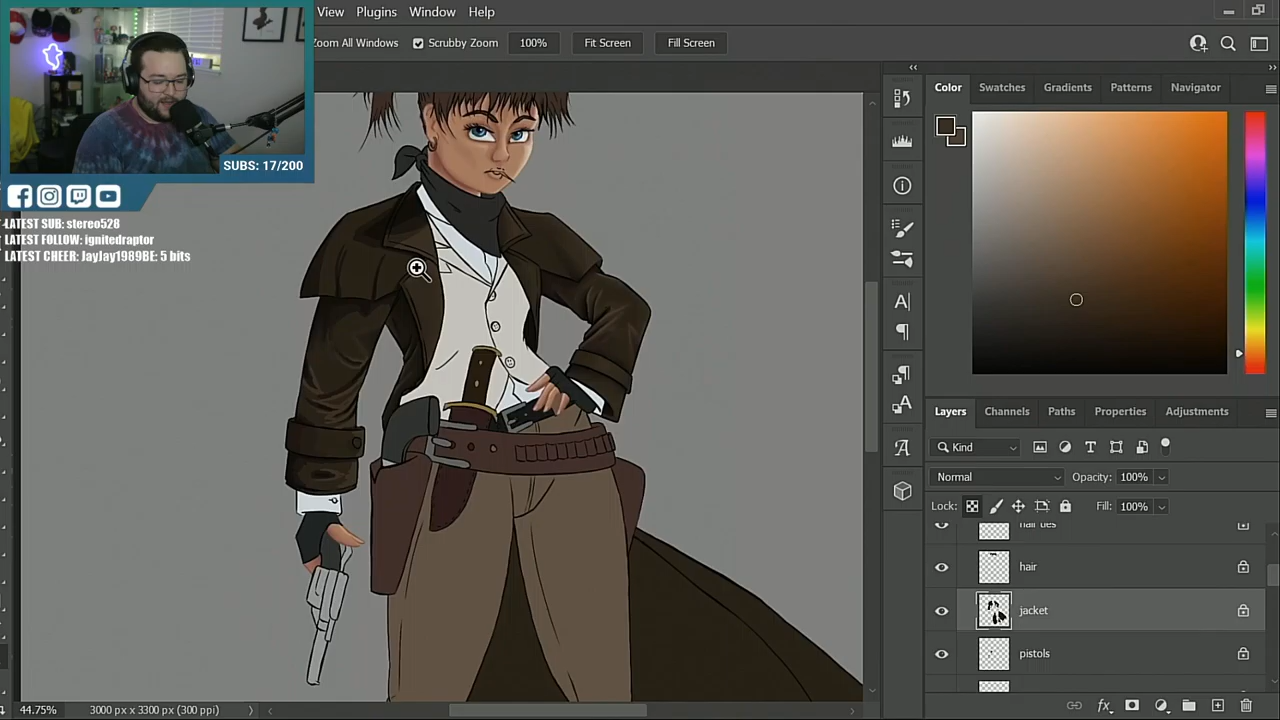 View Plugins Window Help
Zoom All Windows Scrubby Zoom 100% Fit Screen Fill Screen
SUBS: 17/200
LATEST SUB: stereo528
LATEST FOLLOW: ignitedraptor
LATEST CHEER: JayJay1989BE: 5 bits
Color Swatches Gradients Patterns Navigator
Layers Channels Paths Properties Adjustments
Kind
Normal Opacity: 100%
Lock: Fill: 100%
hair ties
hair
jacket
pistols
44.75% 3000 px x 3300 px (300 ppi)